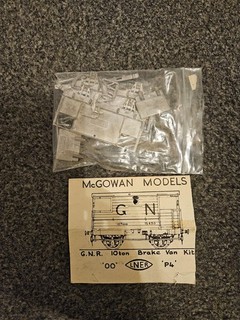 McGOWAN MODELS
G N
G.N.R. 10ton Brake Van Kit
'OO' LNER 'P4'